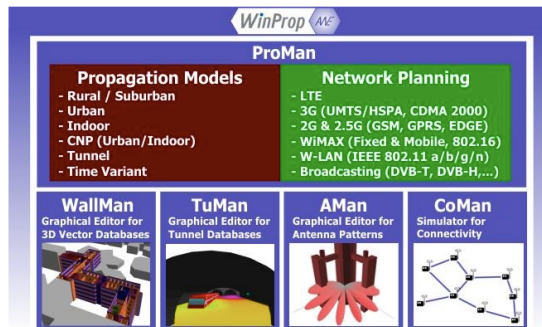 WinProp AWE
ProMan
Propagation Models
- Rural / Suburban
- Urban
- Indoor
- CNP (Urban/Indoor)
- Tunnel
- Time Variant
Network Planning
- LTE
- 3G (UMTS/HSPA, CDMA 2000)
- 2G & 2.5G (GSM, GPRS, EDGE)
- WiMAX (Fixed & Mobile, 802.16)
- W-LAN (IEEE 802.11 a/b/g/n)
- Broadcasting (DVB-T, DVB-H,...)
WallMan
Graphical Editor for
3D Vector Databases
TuMan
Graphical Editor for
Tunnel Databases
AMan
Graphical Editor for
Antenna Patterns
CoMan
Simulator for
Connectivity